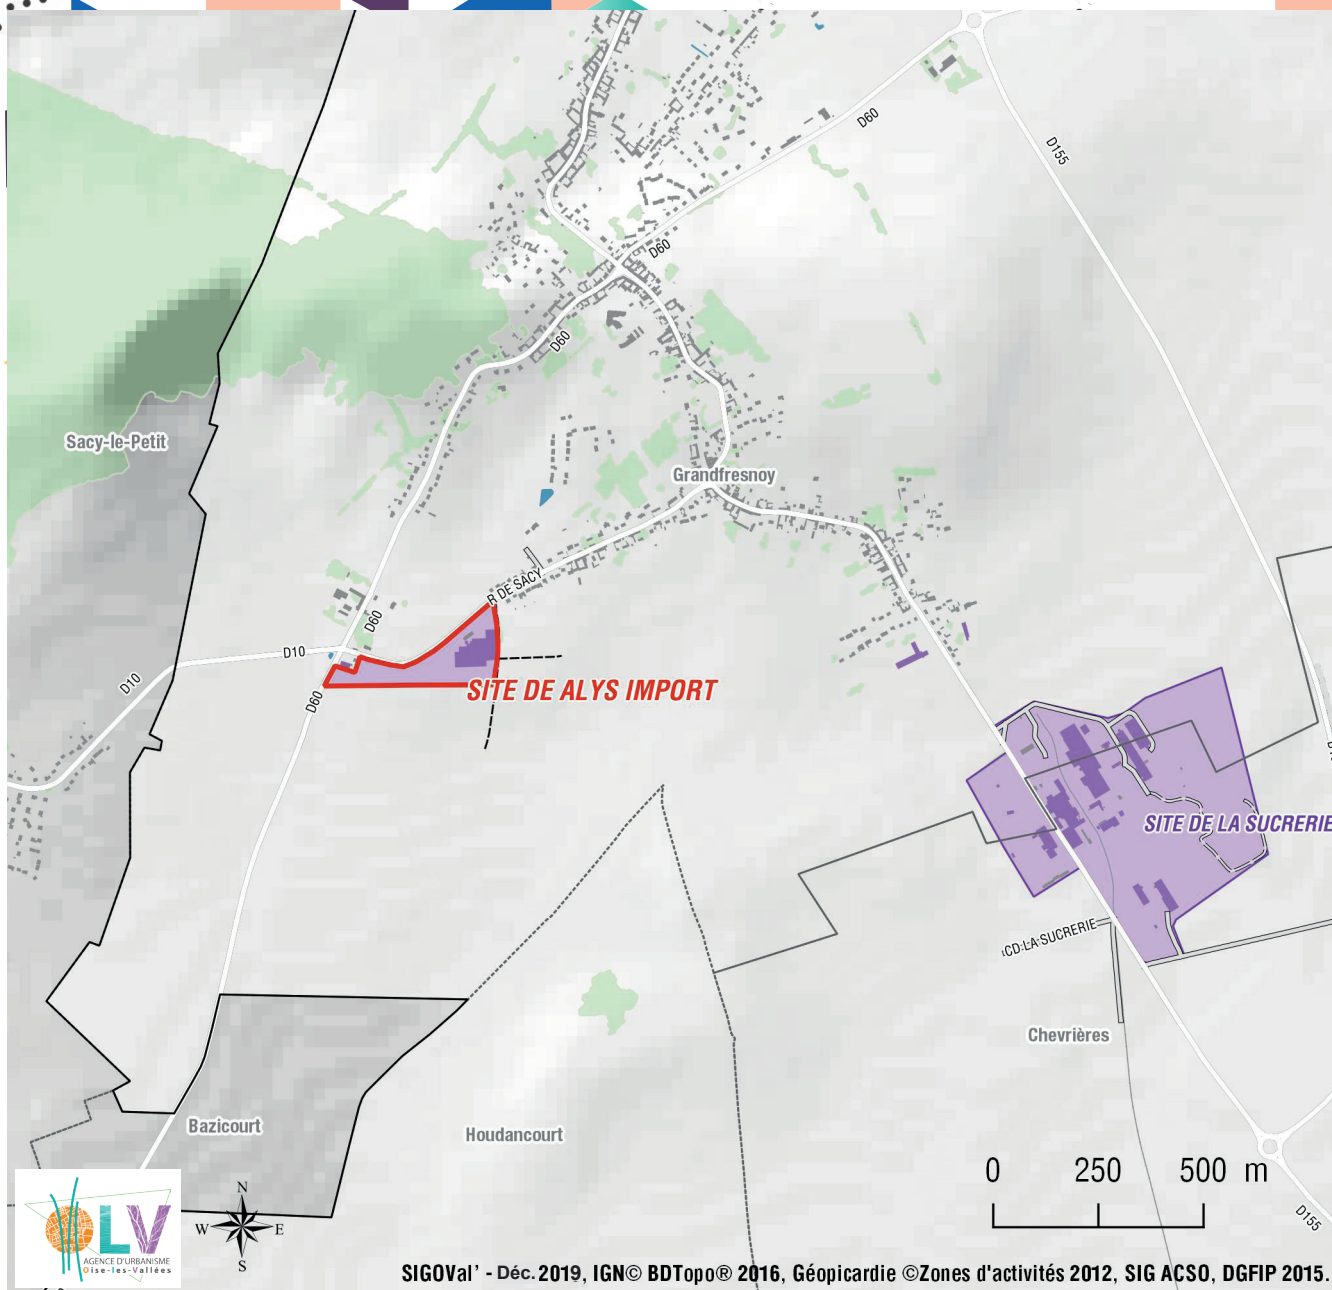 D60
D155
D60
D60
Sacy-le-Petit
Grandfresnoy
R DE SACY
D60
D10
D10
D60
SITE DE ALYS IMPORT
SITE DE LA SUCRERIE
CD LA SUCRERIE
Chevrières
Bazicourt
Houdancourt
0 250 500 m
N
W E
S
LV
AGENCE D'URBANISME
Oise-les-Vallées
D155
SIGOVal' - Déc. 2019, IGN© BDTopo® 2016, Géopicardie ©Zones d'activités 2012, SIG ACSO, DGFIP 2015.